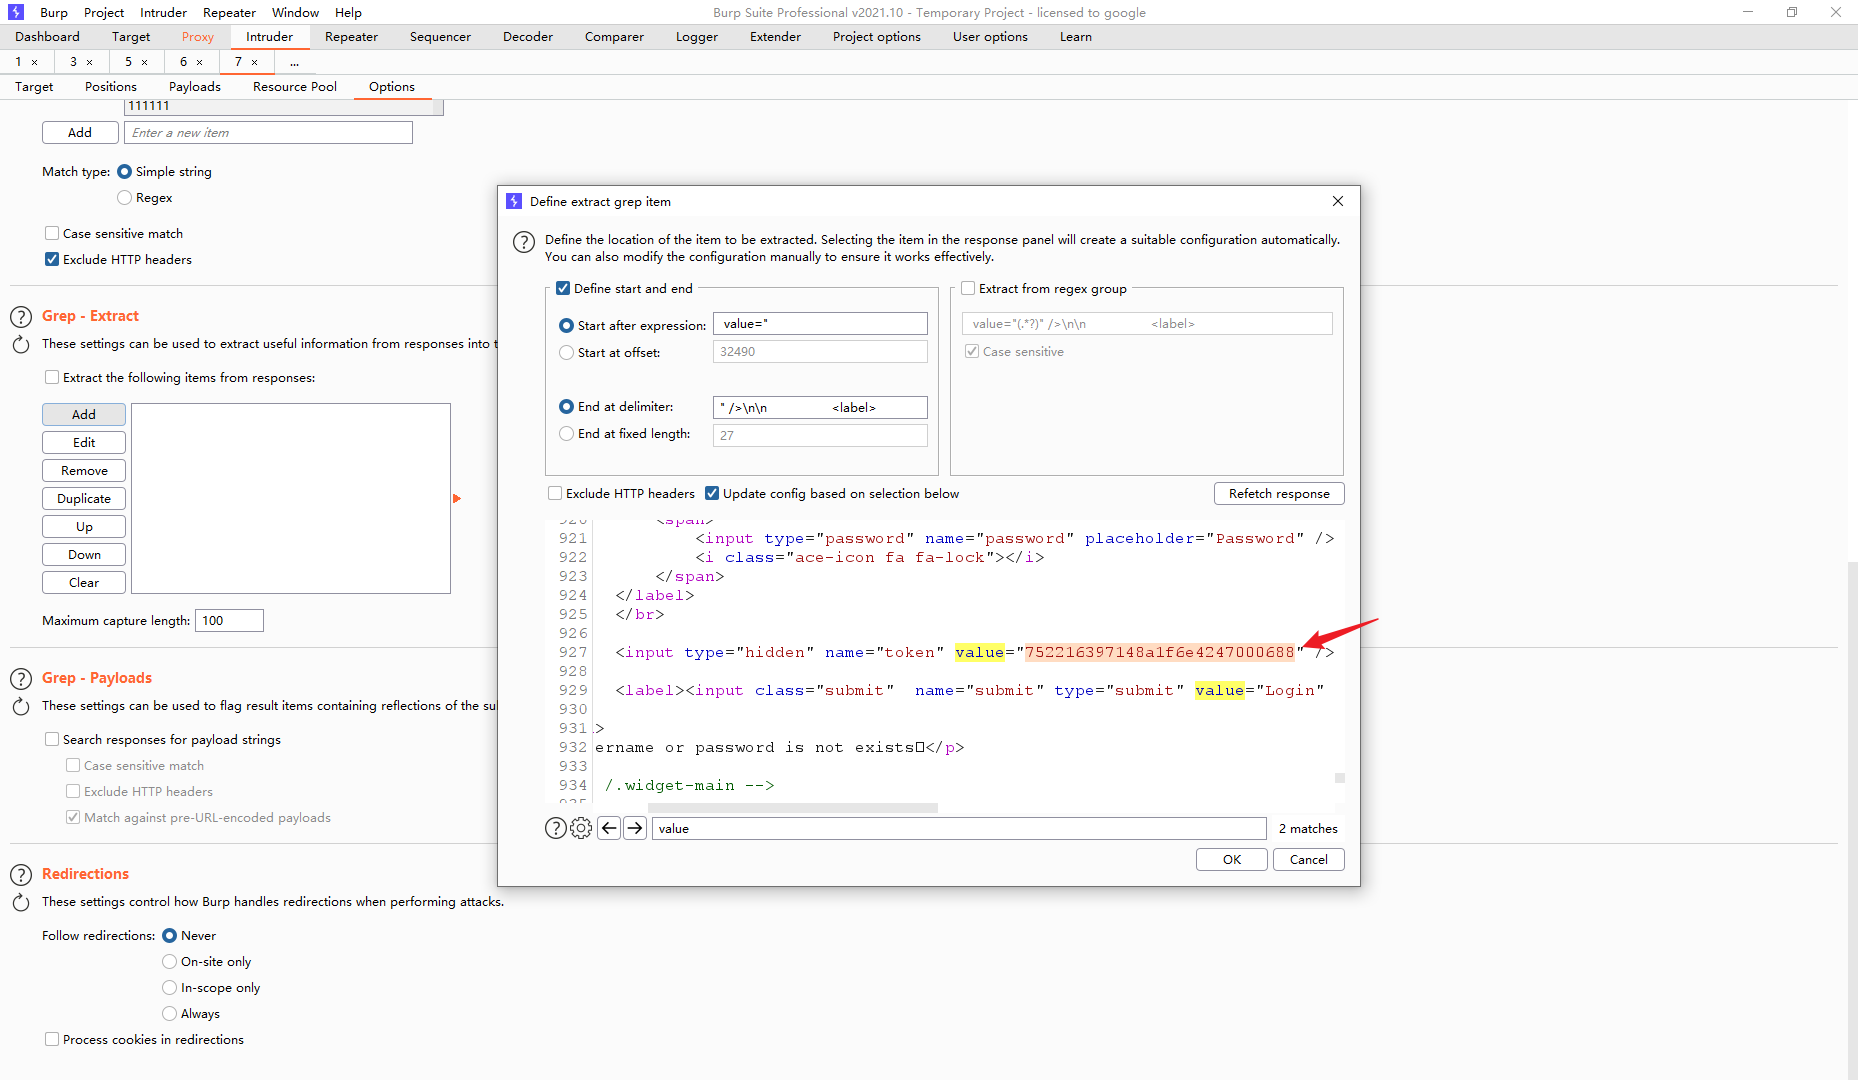 Burp Project Intruder Repeater Window Help
Burp Suite Professional v2021.10 - Temporary Project - licensed to google
Dashboard Target Proxy Intruder Repeater Sequencer Decoder Comparer Logger Extender Project options User options Learn
1 × 3 × 5 × 6 × 7 × ...
Target Positions Payloads Resource Pool Options
111111
Add Enter a new item
Match type: Simple string
Regex
Case sensitive match
Exclude HTTP headers
Grep - Extract
These settings can be used to extract useful information from responses into t
Extract the following items from responses:
Add
Edit
Remove
Duplicate
Up
Down
Clear
Maximum capture length: 100
Grep - Payloads
These settings can be used to flag result items containing reflections of the su
Search responses for payload strings
Case sensitive match
Exclude HTTP headers
Match against pre-URL-encoded payloads
Redirections
These settings control how Burp handles redirections when performing attacks.
Follow redirections: Never
On-site only
In-scope only
Always
Process cookies in redirections
Define extract grep item
Define the location of the item to be extracted. Selecting the item in the response panel will create a suitable configuration automatically.
You can also modify the configuration manually to ensure it works effectively.
Define start and end
Start after expression: value="
Start at offset: 32490
End at delimiter: " />\n\n <label>
End at fixed length: 27
Extract from regex group
value="(.*?)" />\n\n <label>
Case sensitive
Exclude HTTP headers Update config based on selection below Refetch response
920 <span>
921 <input type="password" name="password" placeholder="Password" />
922 <i class="ace-icon fa fa-lock"></i>
923 </span>
924 </label>
925 </br>
926
927 <input type="hidden" name="token" value="752216397148a1f6e4247000688" />
928
929 <label><input class="submit"  name="submit" type="submit" value="Login"
930
931 >
932 ername or password is not exists▯</p>
933
934 /.widget-main -->
935
value 2 matches
OK Cancel